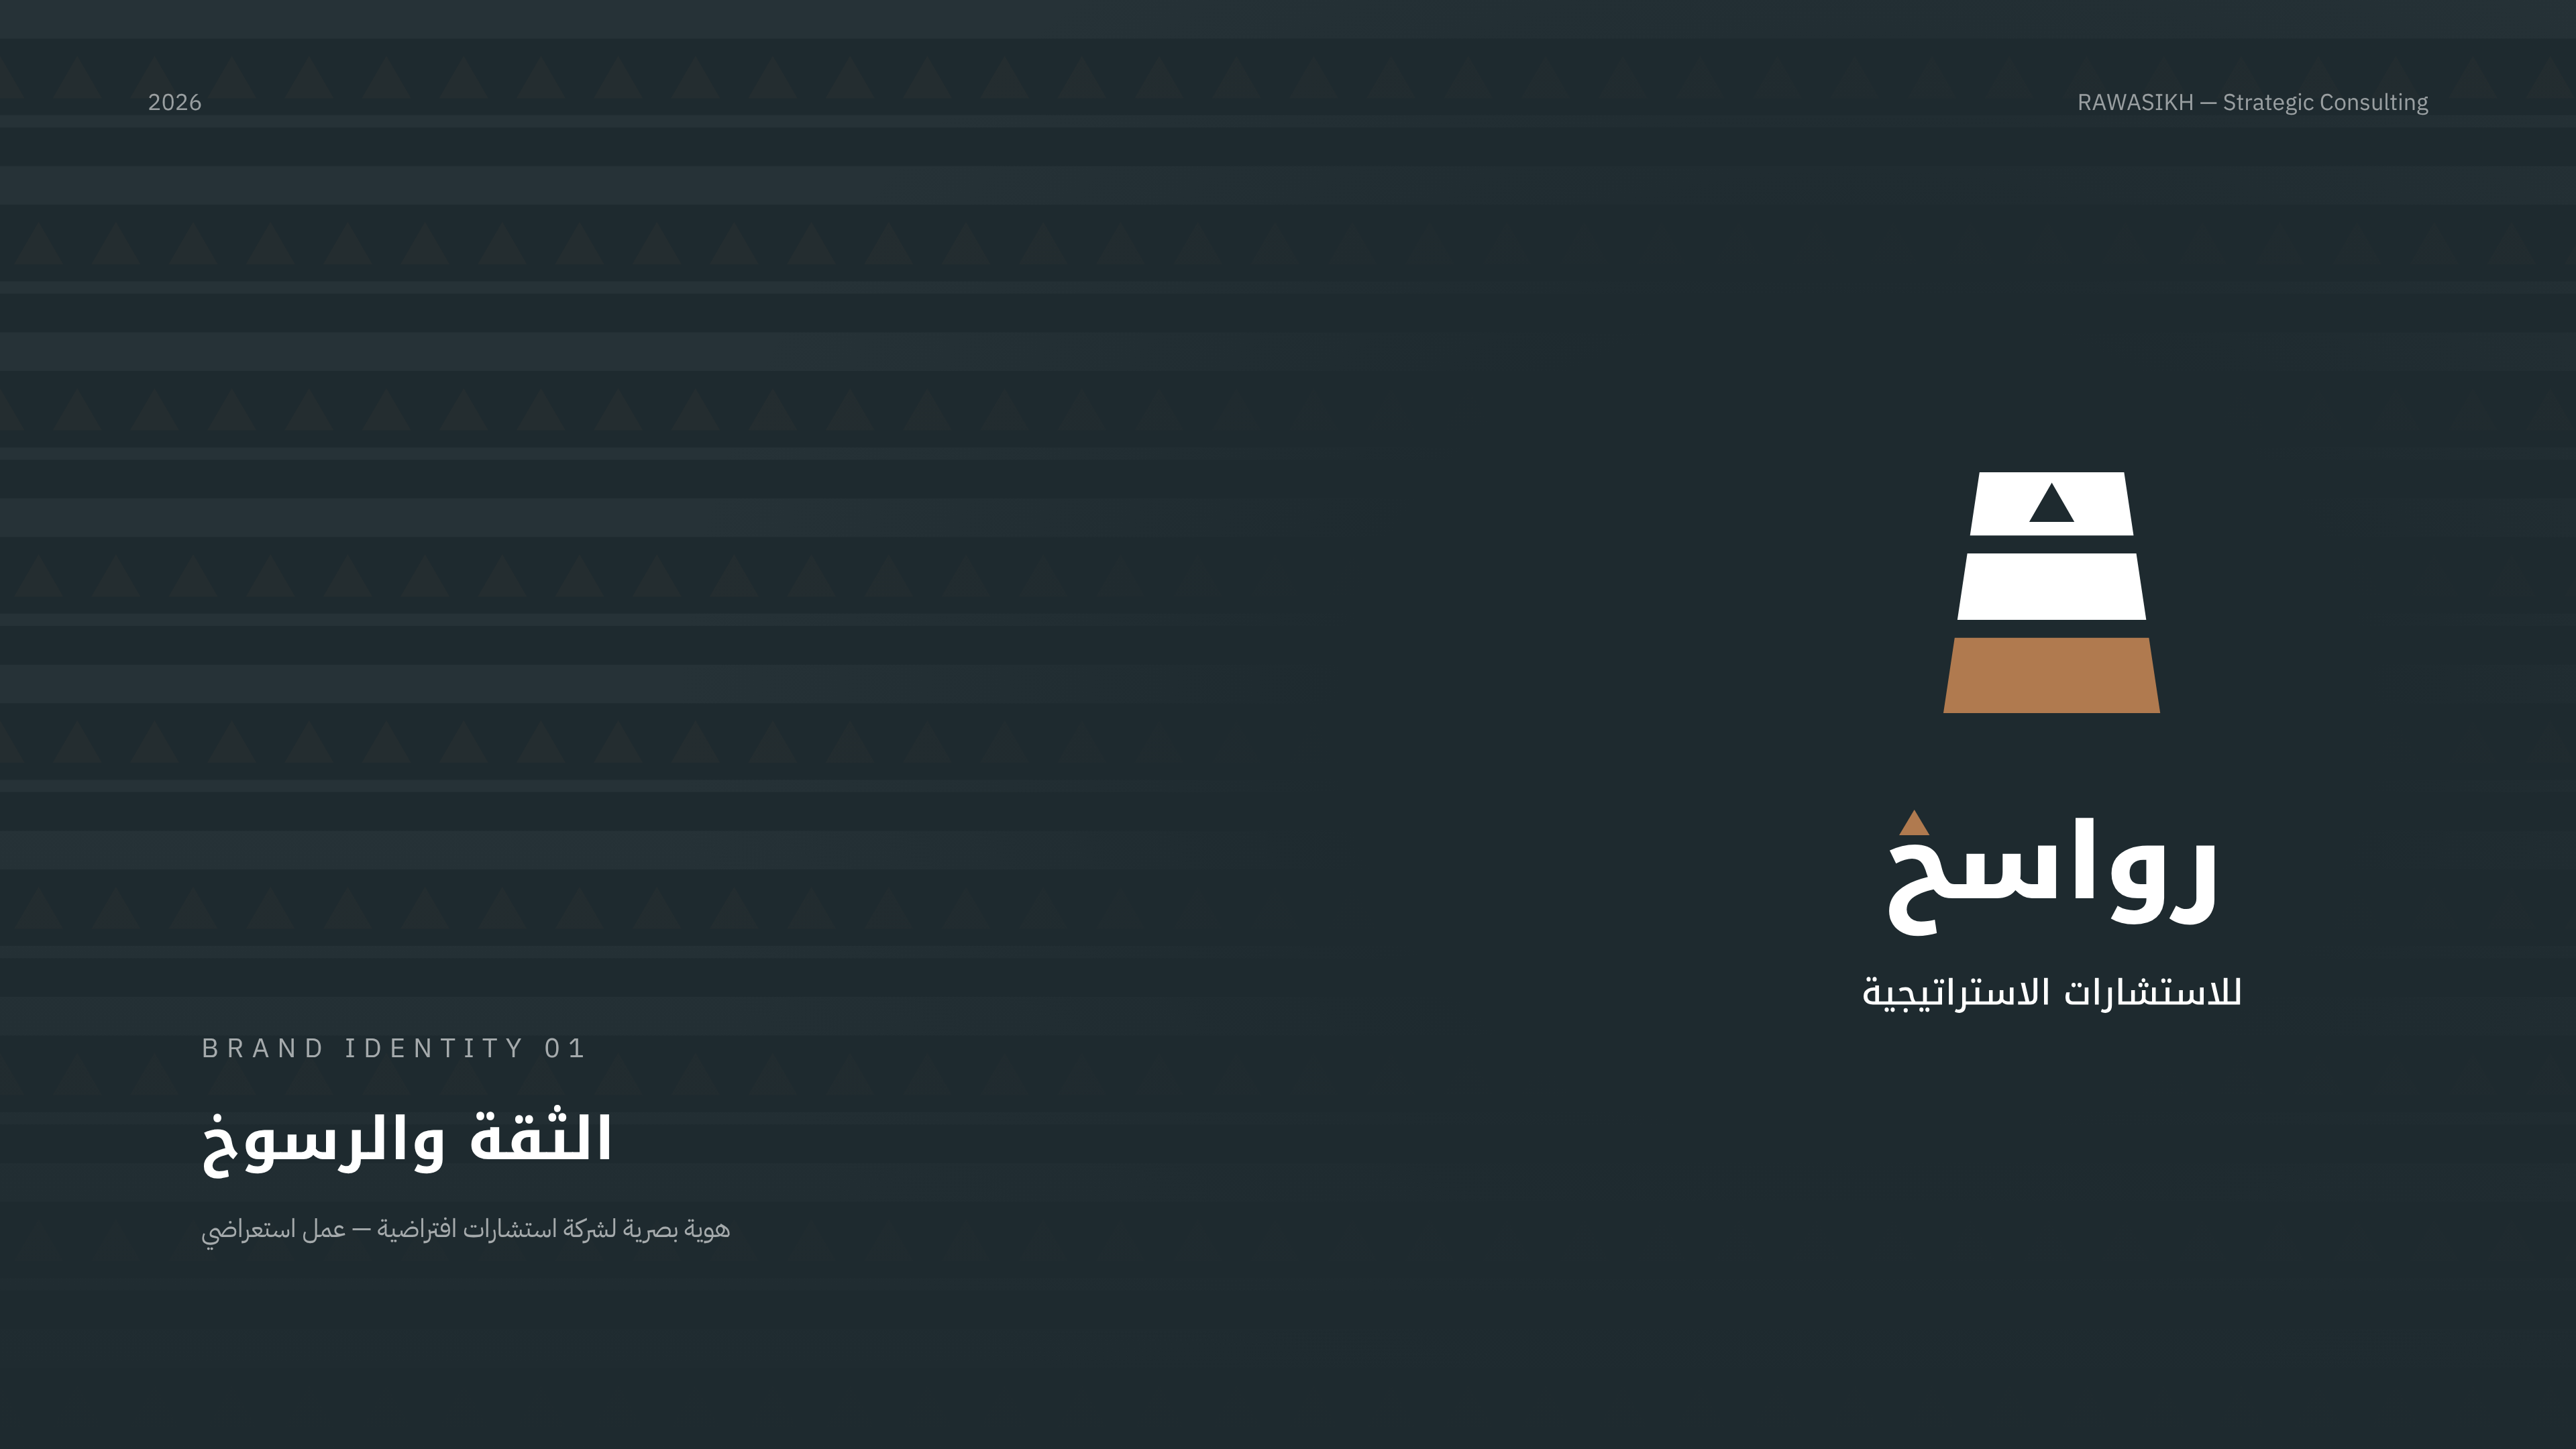 2026
RAWASIKH — Strategic Consulting
رواسخ
للاستشارات الاستراتيجية
BRAND IDENTITY 01
الثقة والرسوخ
هوية بصرية لشركة استشارات افتراضية — عمل استعراضي